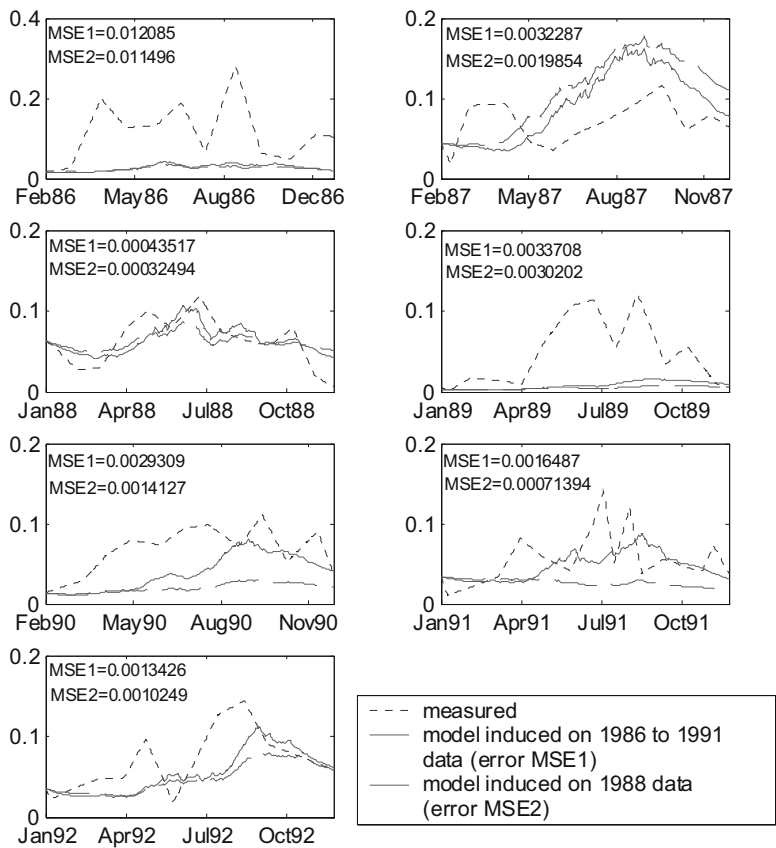 0.4
MSE1=0.012085
MSE2=0.011496
0.2
0
Feb86 May86 Aug86 Dec86
0.2
MSE1=0.0032287
MSE2=0.0019854
0.1
0
Feb87 May87 Aug87 Nov87
0.2
MSE1=0.00043517
MSE2=0.00032494
0.1
0
Jan88 Apr88 Jul88 Oct88
0.2
MSE1=0.0033708
MSE2=0.0030202
0.1
0
Jan89 Apr89 Jul89 Oct89
0.2
MSE1=0.0029309
MSE2=0.0014127
0.1
0
Feb90 May90 Aug90 Nov90
0.2
MSE1=0.0016487
MSE2=0.00071394
0.1
0
Jan91 Apr91 Jul91 Oct91
0.2
MSE1=0.0013426
MSE2=0.0010249
0.1
0
Jan92 Apr92 Jul92 Oct92
measured
model induced on 1986 to 1991
data (error MSE1)
model induced on 1988 data
(error MSE2)